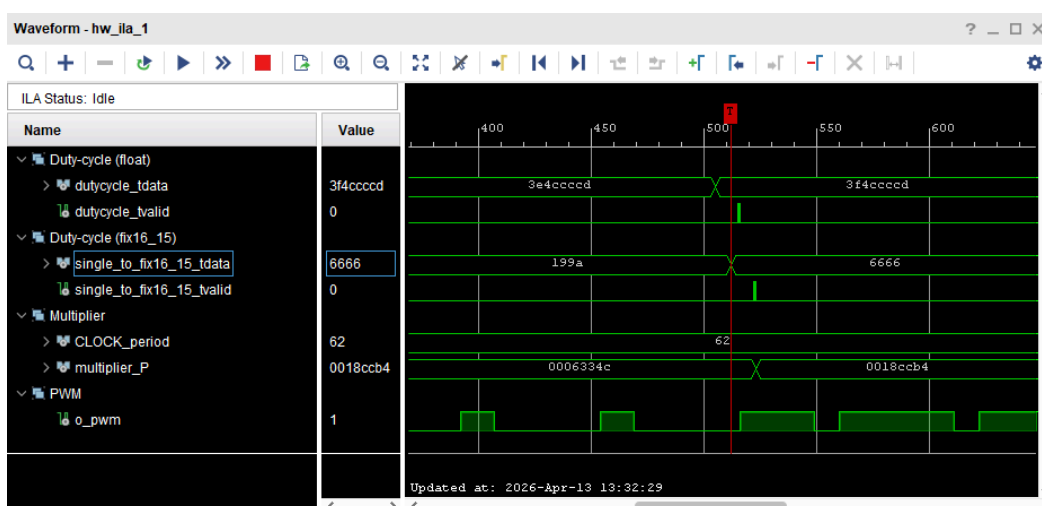 Waveform - hw_ila_1
ILA Status: Idle
Name Value
400 450 500 550 600
T
Duty-cycle (float)
dutycycle_tdata 3f4ccccd 3e4ccccd 3f4ccccd
dutycycle_tvalid 0
Duty-cycle (fix16_15)
single_to_fix16_15_tdata 6666 199a 6666
single_to_fix16_15_tvalid 0
Multiplier
CLOCK_period 62 62
multiplier_P 0018ccb4 0006334c 0018ccb4
PWM
o_pwm 1
Updated at: 2026-Apr-13 13:32:29